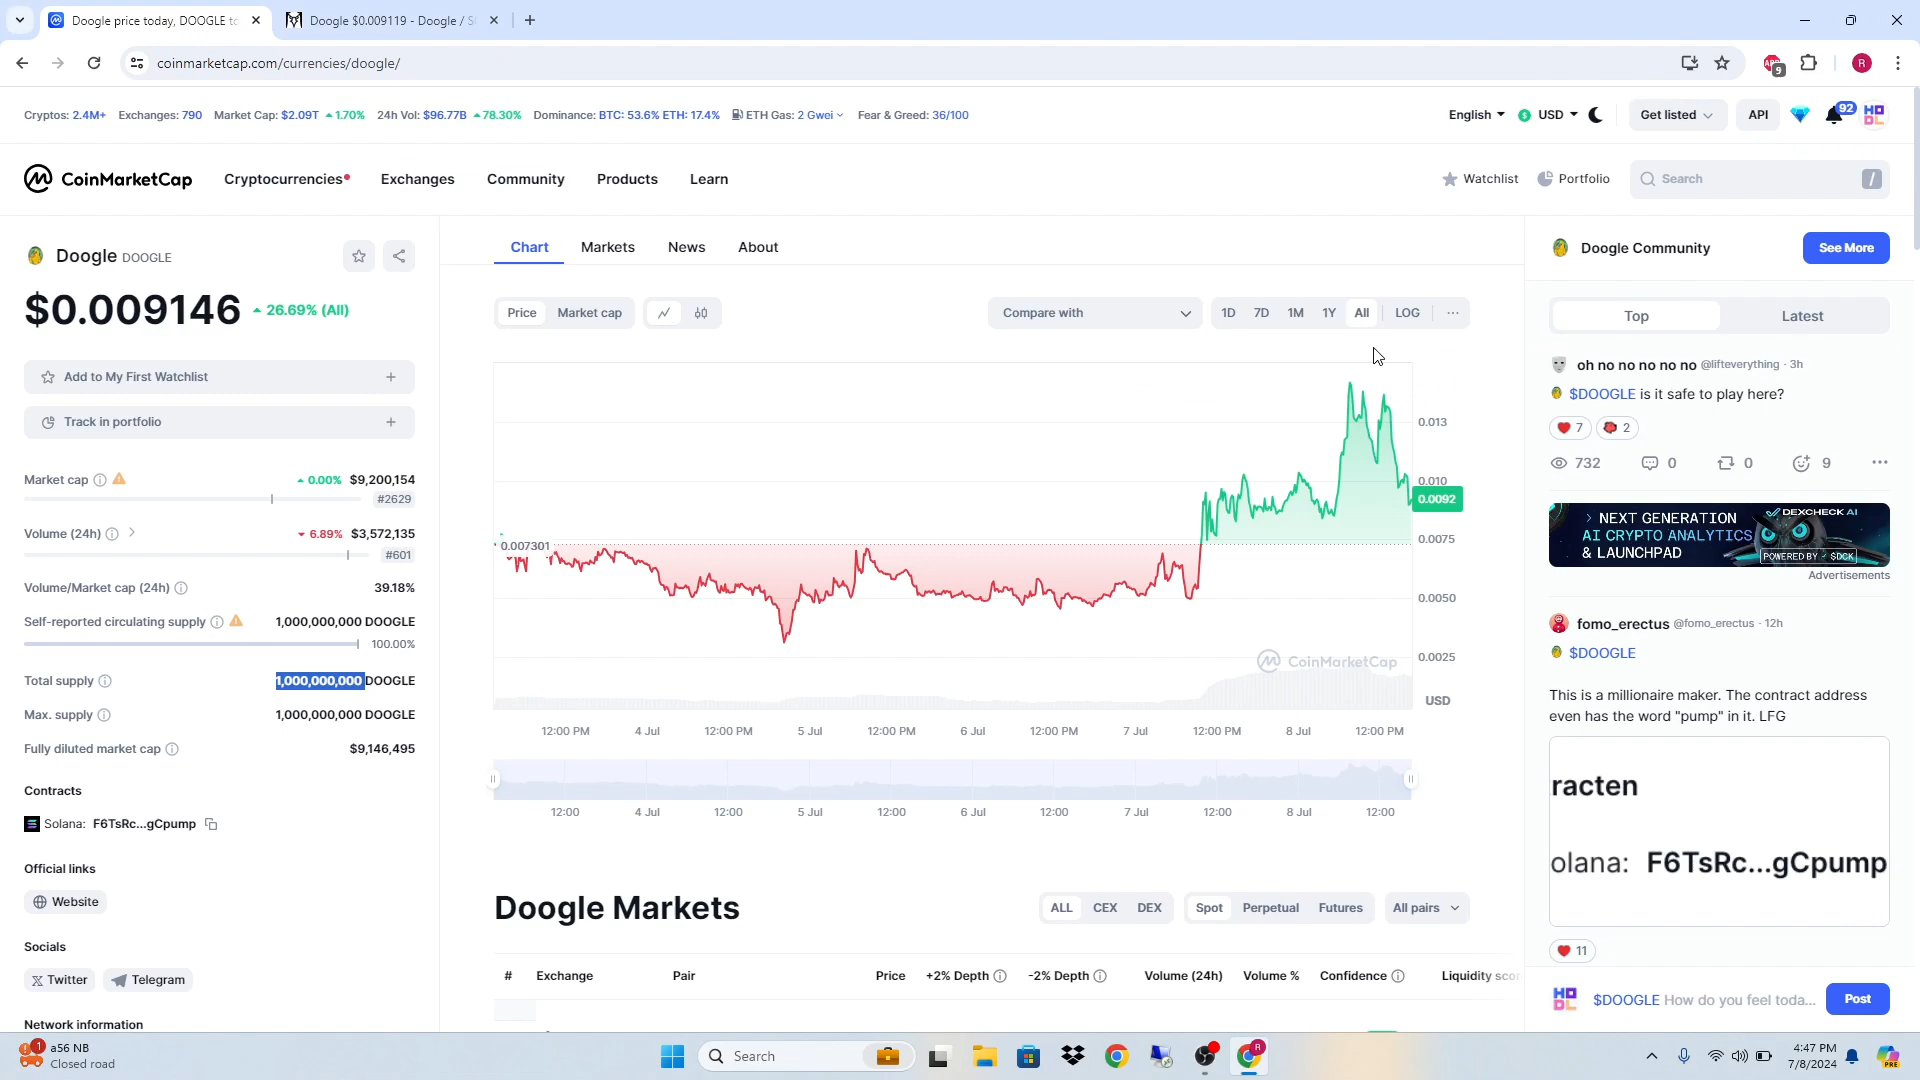 Doogle price today, DOOGLE to
Doogle $0.009119 - Doogle / S
coinmarketcap.com/currencies/doogle/
9
R
Cryptos: 2.4M+ Exchanges: 790 Market Cap: $2.09T 1.70% 24h Vol: $96.77B 78.30% Dominance: BTC: 53.6% ETH: 17.4% ETH Gas: 2 Gwei Fear & Greed: 36/100
English USD Get listed API 92
CoinMarketCap Cryptocurrencies Exchanges Community Products Learn
Watchlist Portfolio Search /
Doogle DOOGLE
$0.009146 26.69% (All)
Add to My First Watchlist +
Track in portfolio +
Market cap 0.00% $9,200,154
#2629
Volume (24h) 6.89% $3,572,135
#601
Volume/Market cap (24h) 39.18%
Self-reported circulating supply 1,000,000,000 DOOGLE
100.00%
Total supply 1,000,000,000 DOOGLE
Max. supply 1,000,000,000 DOOGLE
Fully diluted market cap $9,146,495
Contracts
Solana: F6TsRc...gCpump
Official links
Website
Socials
Twitter Telegram
Network information
Chart Markets News About
Price Market cap
Compare with 1D 7D 1M 1Y All LOG ...
0.013
0.010
0.0092
0.0075
0.0050
0.0025
USD
0.007301
CoinMarketCap
12:00 PM 4 Jul 12:00 PM 5 Jul 12:00 PM 6 Jul 12:00 PM 7 Jul 12:00 PM 8 Jul 12:00 PM
12:00 4 Jul 12:00 5 Jul 12:00 6 Jul 12:00 7 Jul 12:00 8 Jul 12:00
Doogle Markets
ALL CEX DEX Spot Perpetual Futures All pairs
# Exchange Pair Price +2% Depth -2% Depth Volume (24h) Volume % Confidence Liquidity scor
Doogle Community See More
Top Latest
oh no no no no no @lifteverything · 3h
$DOOGLE is it safe to play here?
7 2
732 0 0 9 ...
NEXT GENERATION
AI CRYPTO ANALYTICS
& LAUNCHPAD
DEXCHECK AI
POWERED BY $DCK
Advertisements
fomo_erectus @fomo_erectus · 12h
$DOOGLE
This is a millionaire maker. The contract address
even has the word "pump" in it. LFG
racten
olana: F6TsRc...gCpump
11
$DOOGLE How do you feel toda... Post
1
a56 NB
Closed road
Search
R
4:47 PM
7/8/2024
PRE